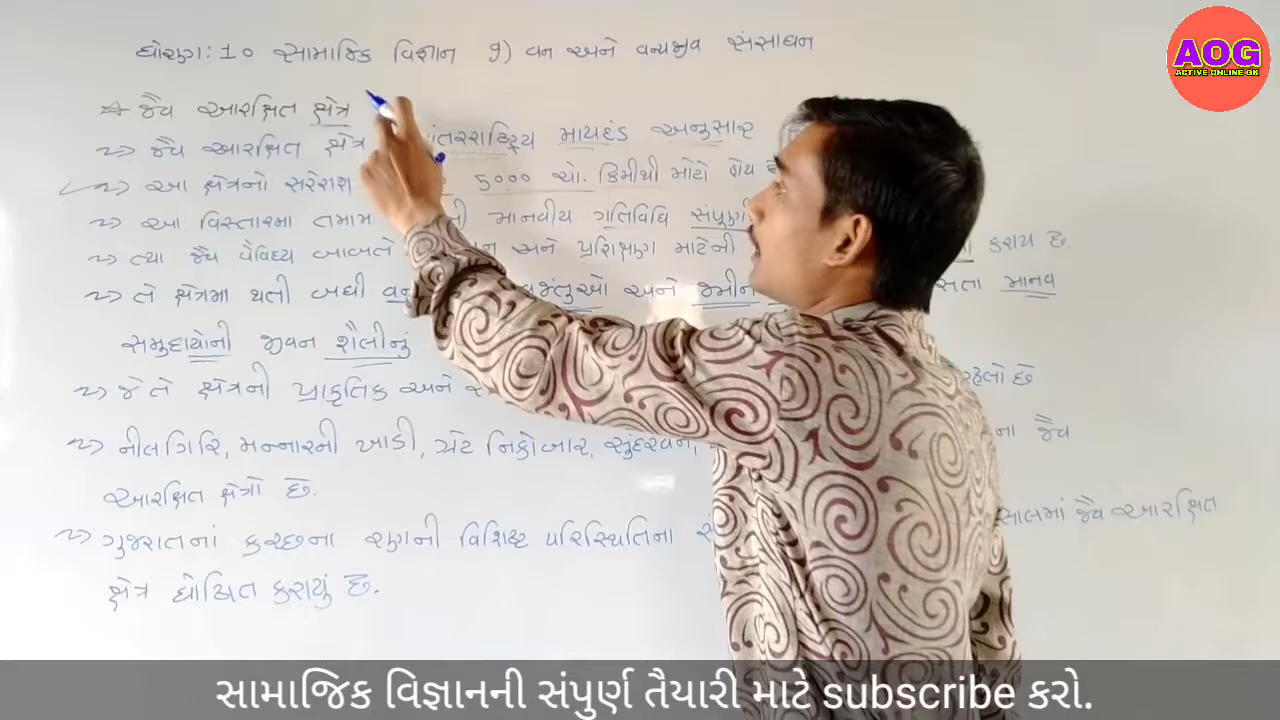 ધોરણ: 10 સામાજિક વિજ્ઞાન 9) વન અને વન્યજીવ સંસાધન
AOG
ACTIVE ONLINE GK
* જૈવ આરક્ષિત ક્ષેત્ર
~> જૈવ આરક્ષિત ક્ષેત્ર આંતરરાષ્ટ્રિય માપદંડ અનુસાર
~> આ ક્ષેત્રનો સરેરાશ 5000 ચો. કિમીથી મોટો હોય છે
~> આ વિસ્તારમા તમામ માનવીય ગતિવિધિ સંપૂર્ણ
~> ત્યા જૈવ વૈવિધ્ય બાબતે અને પ્રશિક્ષણ માટેની કરાય છે.
~> તે ક્ષેત્રમા થતી બધી અને જમીન માનવ
સમુદાયોની જીવન શૈલીનું
~> જે તે ક્ષેત્રની પ્રાકૃતિક અને રહેલો છે
~> નીલગિરિ, મન્નારની ખાડી, ગ્રેટ નિકોબાર, સુંદરવન, ના જૈવ
આરક્ષિત ક્ષેત્રો છે.
~> ગુજરાતનાં કચ્છના રણની વિશિષ્ટ પરિસ્થિતિના સાલમાં જૈવ આરક્ષિત
ક્ષેત્ર ઘોષિત કરાયું છે.
સામાજિક વિજ્ઞાનની સંપુર્ણ તૈયારી માટે subscribe કરો.